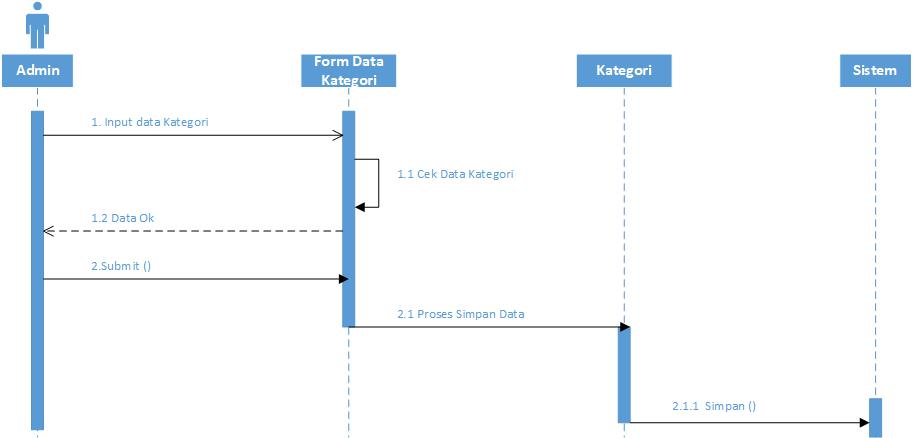 Admin
Form Data
Kategori
Kategori
Sistem
1. Input data Kategori
1.1 Cek Data Kategori
1.2 Data Ok
2.Submit ()
2.1 Proses Simpan Data
2.1.1 Simpan ()